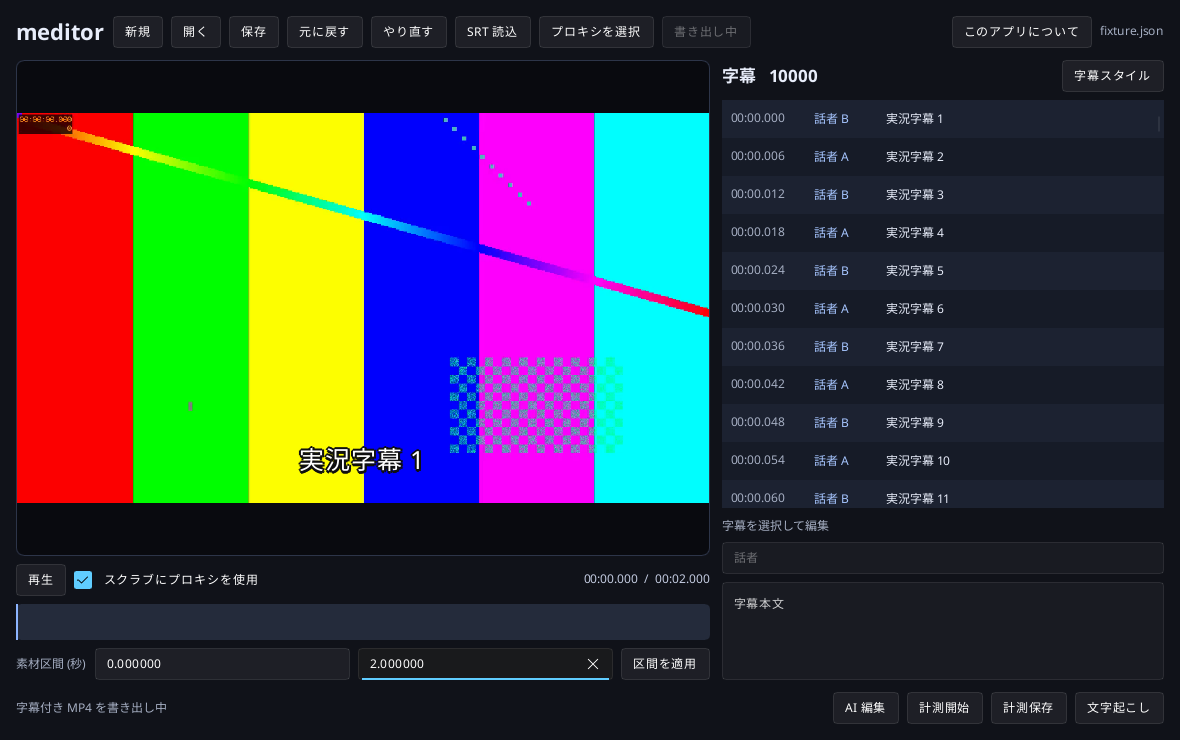 meditor 新規 開く 保存 元に戻す やり直す SRT 読込 プロキシを選択 書き出し中 このアプリについて fixture.json
00:00:00.000
0
実況字幕 1
再生 スクラブにプロキシを使用 00:00.000 / 00:02.000
素材区間 (秒) 0.000000 2.000000 区間を適用
字幕付き MP4 を書き出し中
字幕 10000 字幕スタイル
00:00.000 話者 B 実況字幕 1
00:00.006 話者 A 実況字幕 2
00:00.012 話者 B 実況字幕 3
00:00.018 話者 A 実況字幕 4
00:00.024 話者 B 実況字幕 5
00:00.030 話者 A 実況字幕 6
00:00.036 話者 B 実況字幕 7
00:00.042 話者 A 実況字幕 8
00:00.048 話者 B 実況字幕 9
00:00.054 話者 A 実況字幕 10
00:00.060 話者 B 実況字幕 11
字幕を選択して編集
話者
字幕本文
AI 編集 計測開始 計測保存 文字起こし